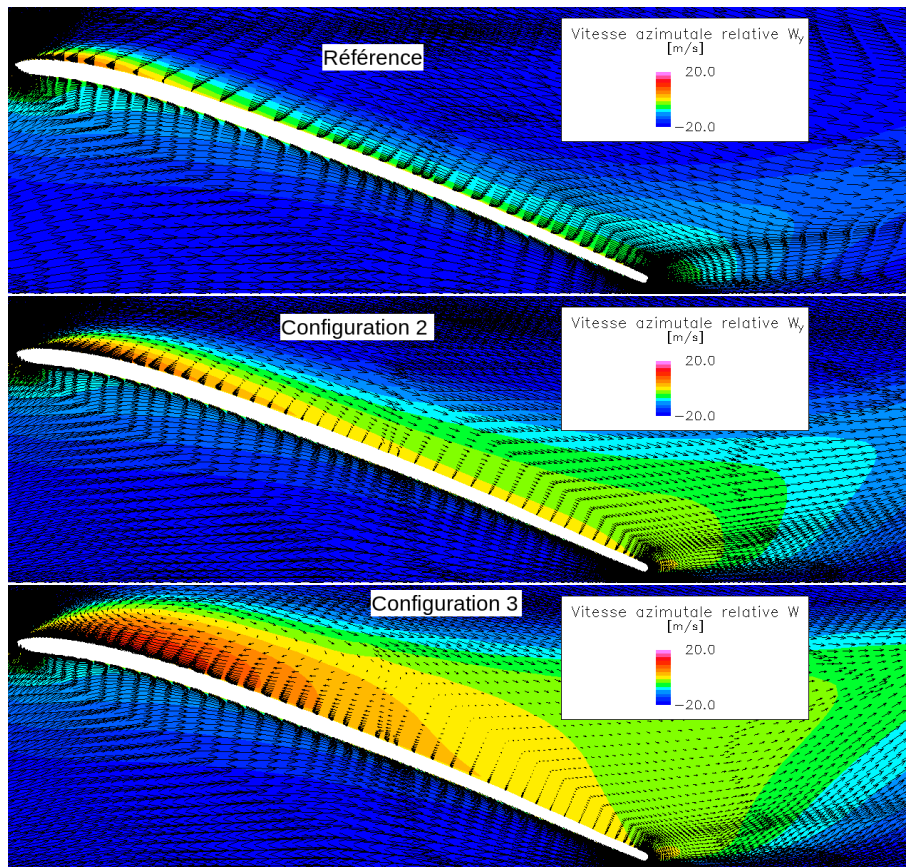 Référence
Vitesse azimutale relative Wy
[m/s]
20.0
−20.0
Configuration 2
Vitesse azimutale relative Wy
[m/s]
20.0
−20.0
Configuration 3
Vitesse azimutale relative W
[m/s]
20.0
−20.0